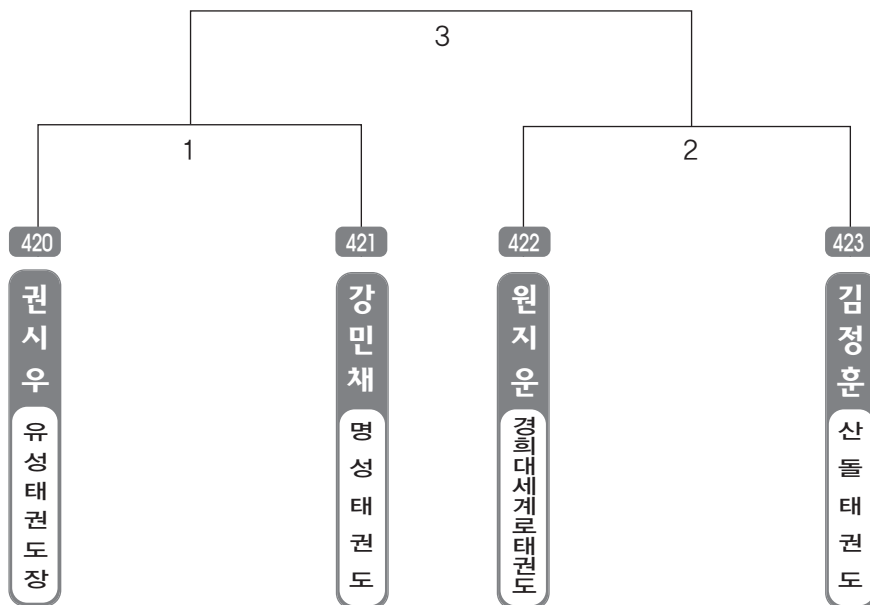 3
1
2
420
권시우
유성태권도장
421
강민채
명성태권도
422
원지운
경희대세계로태권도
423
김정훈
산돌태권도